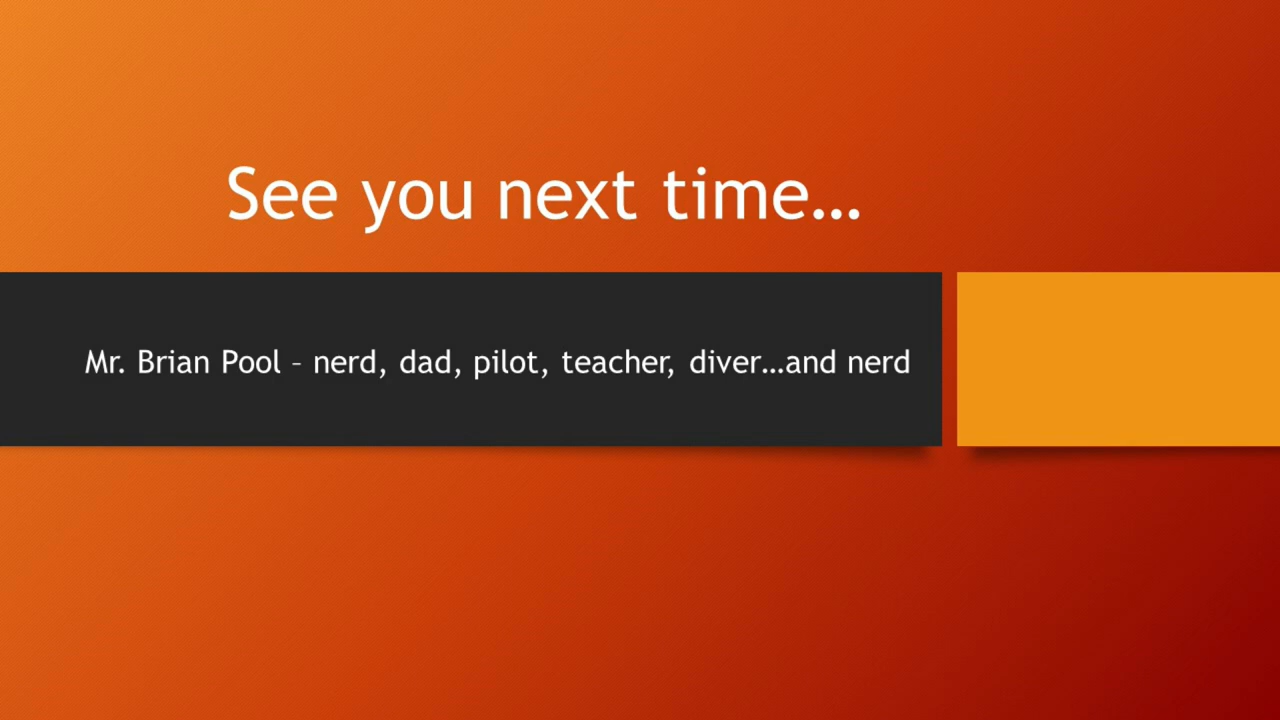 See you next time…
Mr. Brian Pool – nerd, dad, pilot, teacher, diver…and nerd